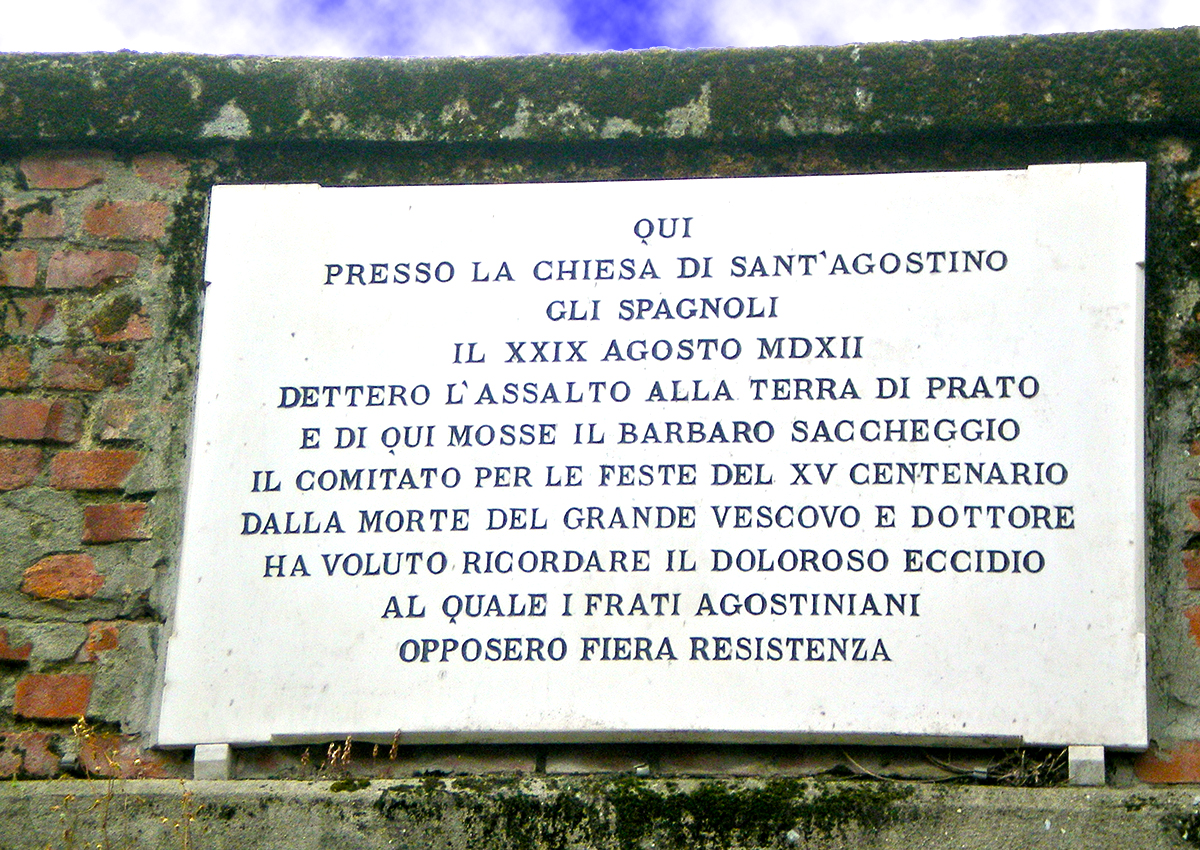 QUI
PRESSO LA CHIESA DI SANT'AGOSTINO
GLI SPAGNOLI
IL XXIX AGOSTO MDXII
DETTERO L'ASSALTO ALLA TERRA DI PRATO
E DI QUI MOSSE IL BARBARO SACCHEGGIO
IL COMITATO PER LE FESTE DEL XV CENTENARIO
DALLA MORTE DEL GRANDE VESCOVO E DOTTORE
HA VOLUTO RICORDARE IL DOLOROSO ECCIDIO
AL QUALE I FRATI AGOSTINIANI
OPPOSERO FIERA RESISTENZA